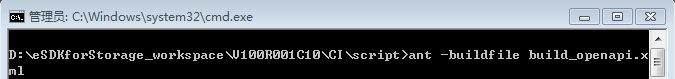 管理员: C:\Windows\system32\cmd.exe
D:\eSDKforStorage_workspace\V100R001C10\CI\script>ant -buildfile build_openapi.x
ml